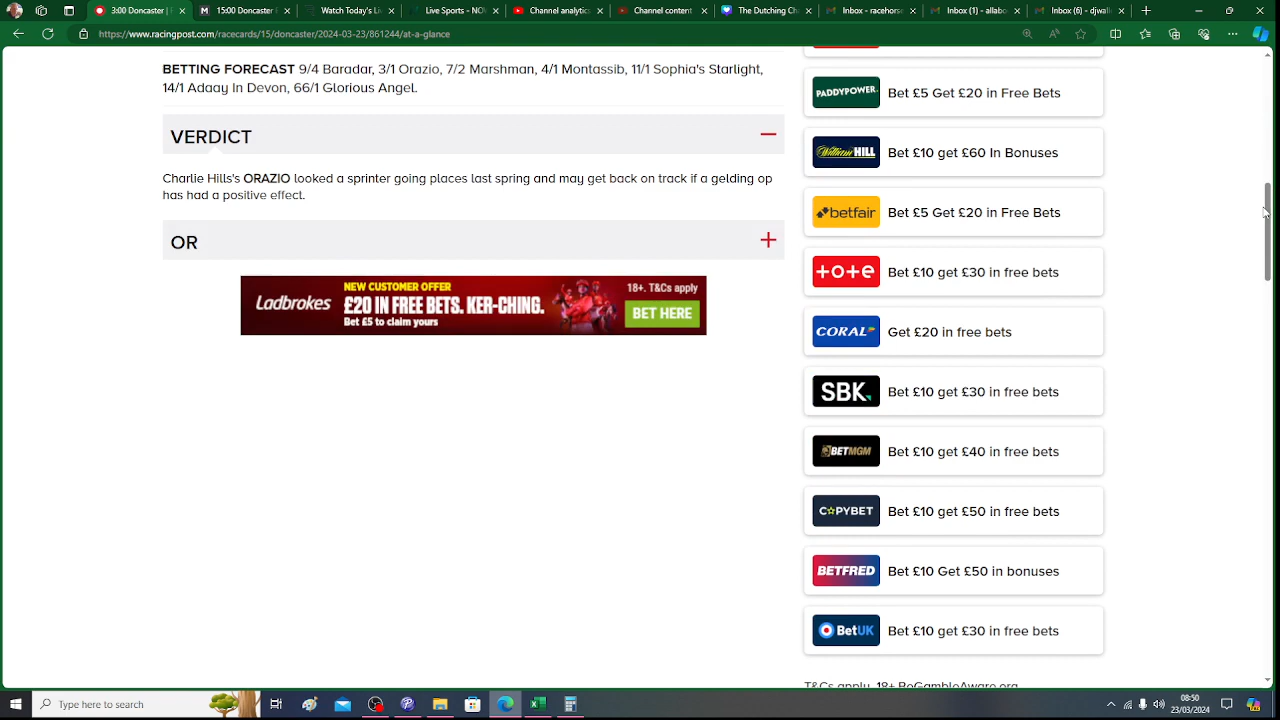 3:00 Doncaster |
15:00 Doncaster
Watch Today's Liv
Live Sports - NOW
YouTube channel analytics
Channel content
The Dutching Ch
Inbox - racehorse
Inbox (1) - allabo
Inbox (6) - djwalk
https://www.racingpost.com/racecards/15/doncaster/2024-03-23/861244/at-a-glance
BETTING FORECAST 9/4 Baradar, 3/1 Orazio, 7/2 Marshman, 4/1 Montassib, 11/1 Sophia's Starlight,
14/1 Adaay In Devon, 66/1 Glorious Angel.
VERDICT
Charlie Hills's ORAZIO looked a sprinter going places last spring and may get back on track if a gelding op
has had a positive effect.
OR
Ladbrokes
NEW CUSTOMER OFFER
£20 IN FREE BETS. KER-CHING.
Bet £5 to claim yours
18+. T&Cs apply
BET HERE
PADDYPOWER. Bet £5 Get £20 in Free Bets
William HILL Bet £10 get £60 In Bonuses
betfair Bet £5 Get £20 in Free Bets
tote Bet £10 get £30 in free bets
CORAL Get £20 in free bets
SBK Bet £10 get £30 in free bets
BETMGM Bet £10 get £40 in free bets
COPYBET Bet £10 get £50 in free bets
BETFRED Bet £10 Get £50 in bonuses
BetUK Bet £10 get £30 in free bets
T&Cs apply. 18+ BeGambleAware.org
Type here to search
08:50
23/03/2024